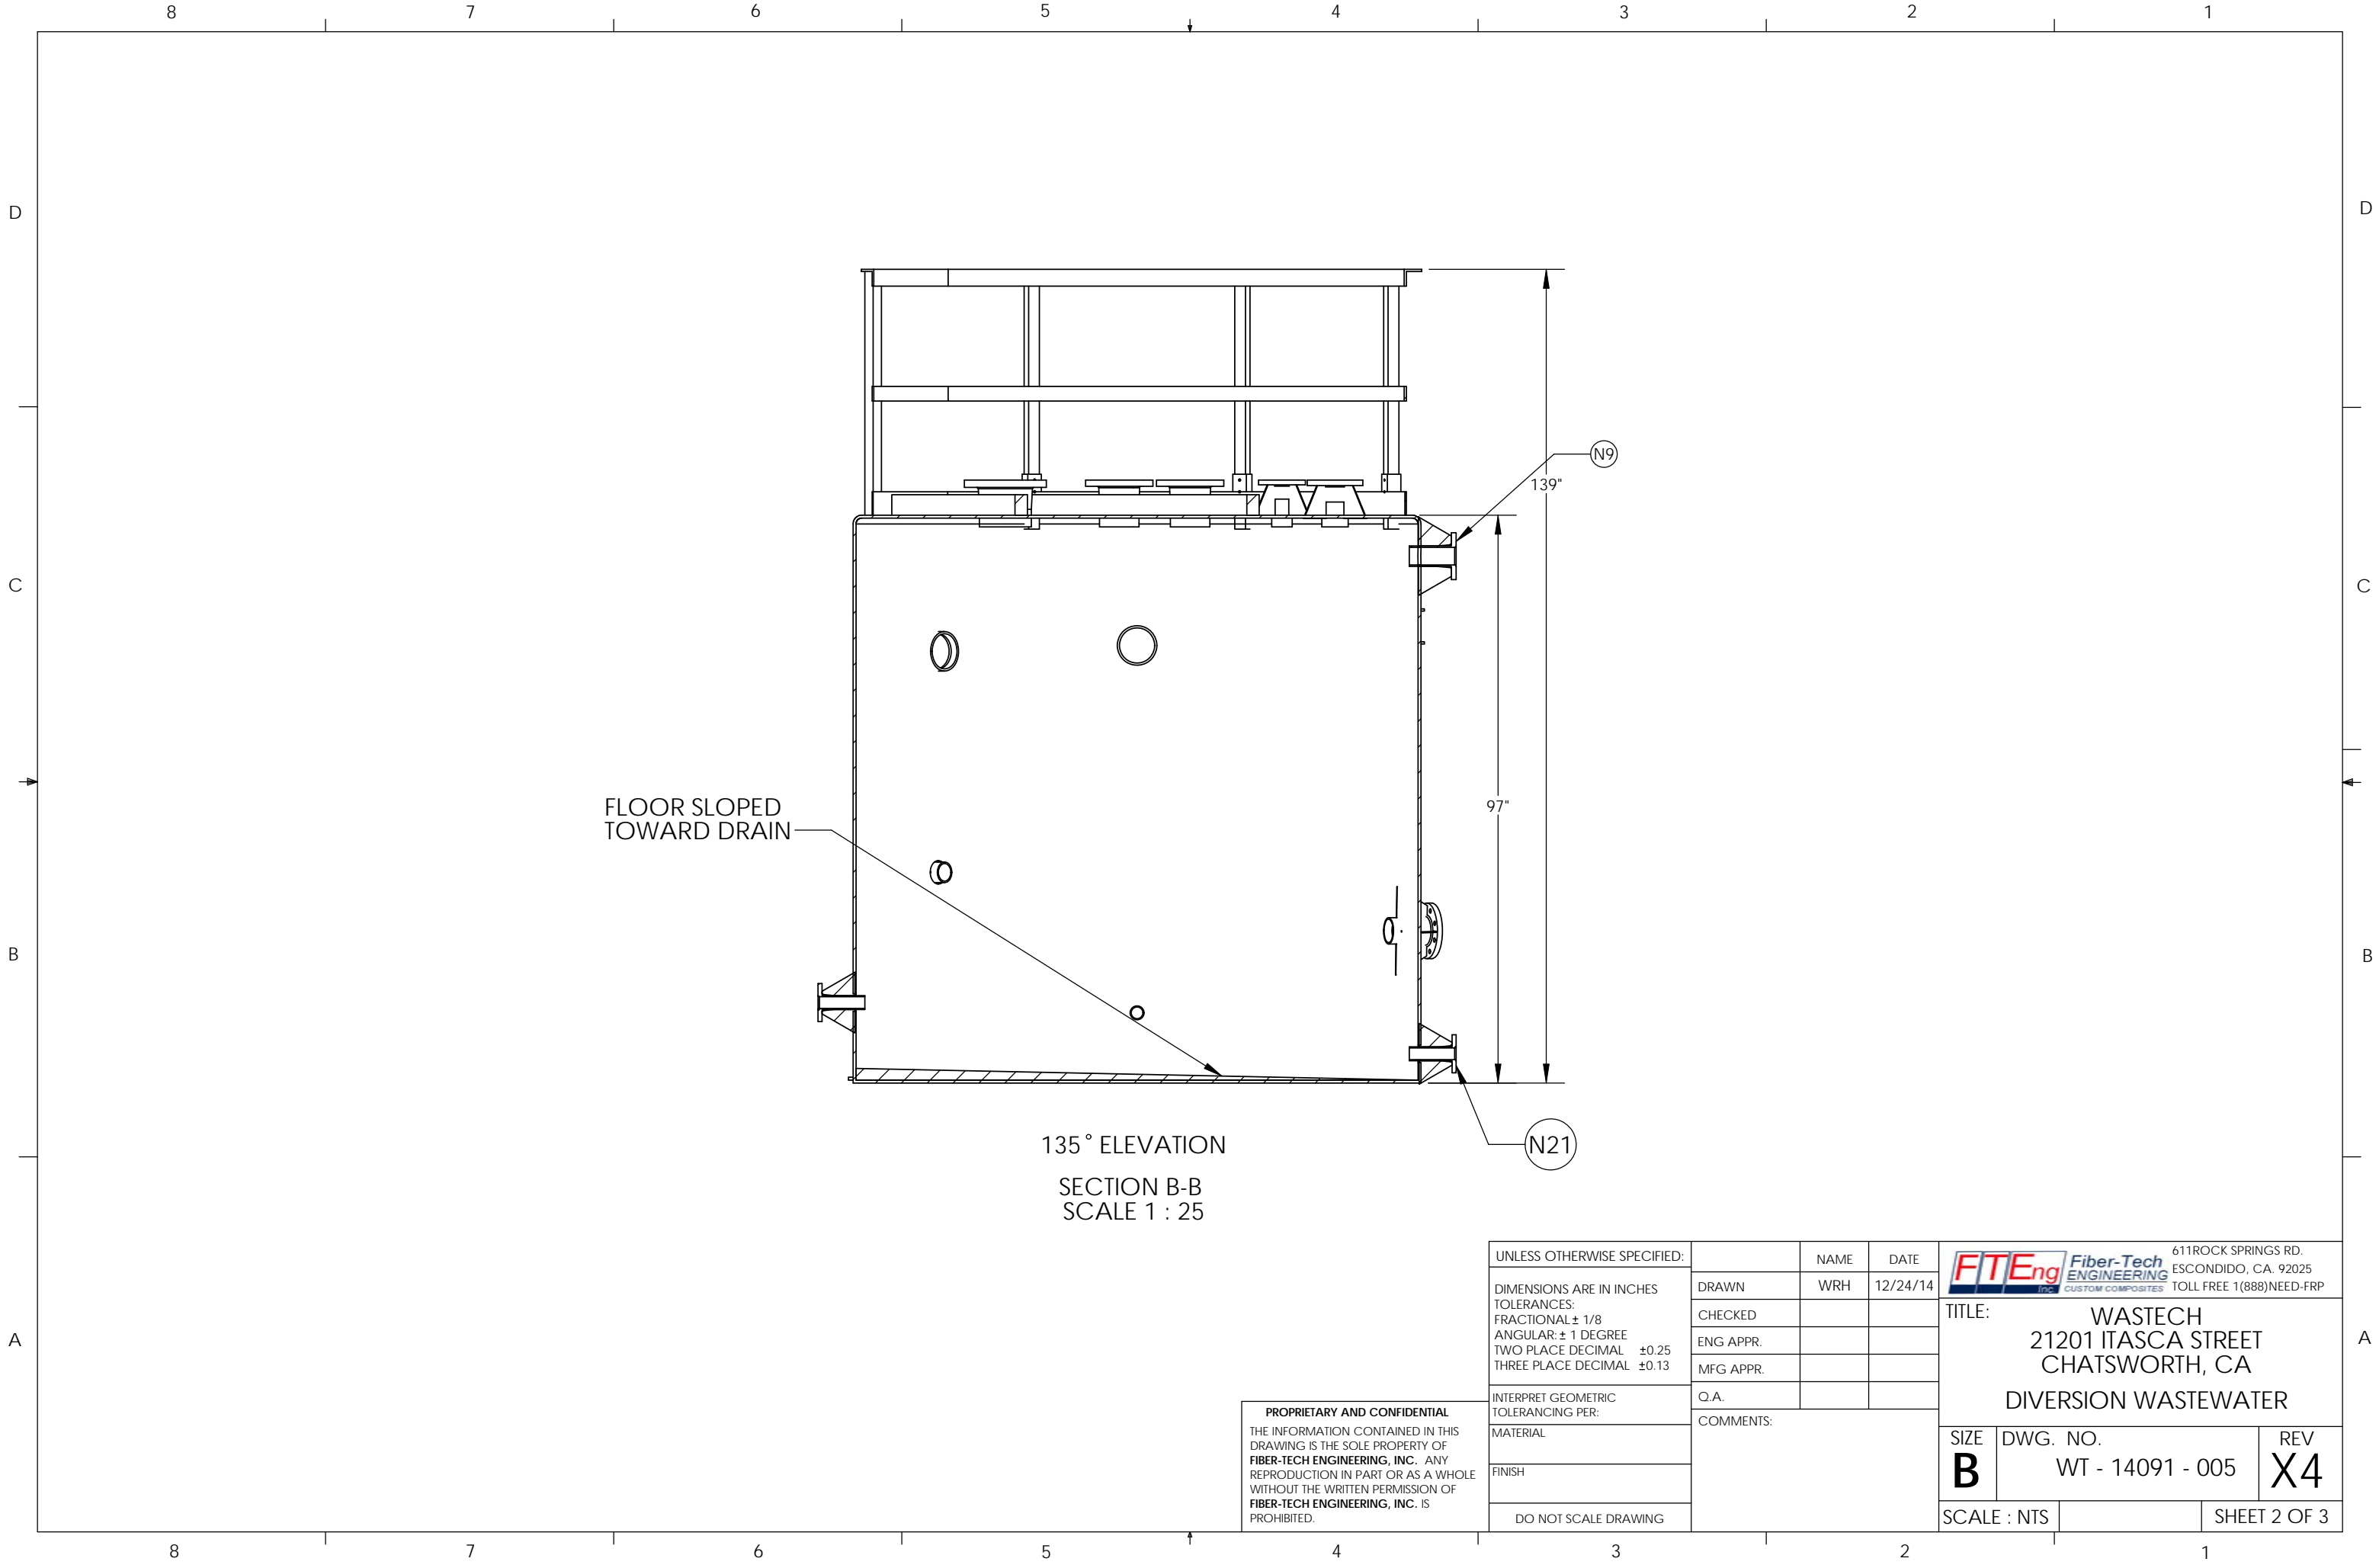 8 7 6 5 4 3 2 1
D
D
N9
139"
C
C
97"
FLOOR SLOPED
TOWARD DRAIN
B
B
N21
135° ELEVATION
SECTION B-B
SCALE 1 : 25
A
A
PROPRIETARY AND CONFIDENTIAL
THE INFORMATION CONTAINED IN THIS
DRAWING IS THE SOLE PROPERTY OF
FIBER-TECH ENGINEERING, INC. ANY
REPRODUCTION IN PART OR AS A WHOLE
WITHOUT THE WRITTEN PERMISSION OF
FIBER-TECH ENGINEERING, INC. IS
PROHIBITED.
UNLESS OTHERWISE SPECIFIED:
DIMENSIONS ARE IN INCHES
TOLERANCES:
FRACTIONAL ± 1/8
ANGULAR: ± 1 DEGREE
TWO PLACE DECIMAL ±0.25
THREE PLACE DECIMAL ±0.13
INTERPRET GEOMETRIC
TOLERANCING PER:
MATERIAL
FINISH
DO NOT SCALE DRAWING
NAME DATE
DRAWN WRH 12/24/14
CHECKED
ENG APPR.
MFG APPR.
Q.A.
COMMENTS:
FTEng Inc.
Fiber-Tech
ENGINEERING
CUSTOM COMPOSITES
611ROCK SPRINGS RD.
ESCONDIDO, CA. 92025
TOLL FREE 1(888)NEED-FRP
TITLE:
WASTECH
21201 ITASCA STREET
CHATSWORTH, CA
DIVERSION WASTEWATER
SIZE
B
DWG. NO.
WT - 14091 - 005
REV
X4
SCALE : NTS
SHEET 2 OF 3
8 7 6 5 4 3 2 1